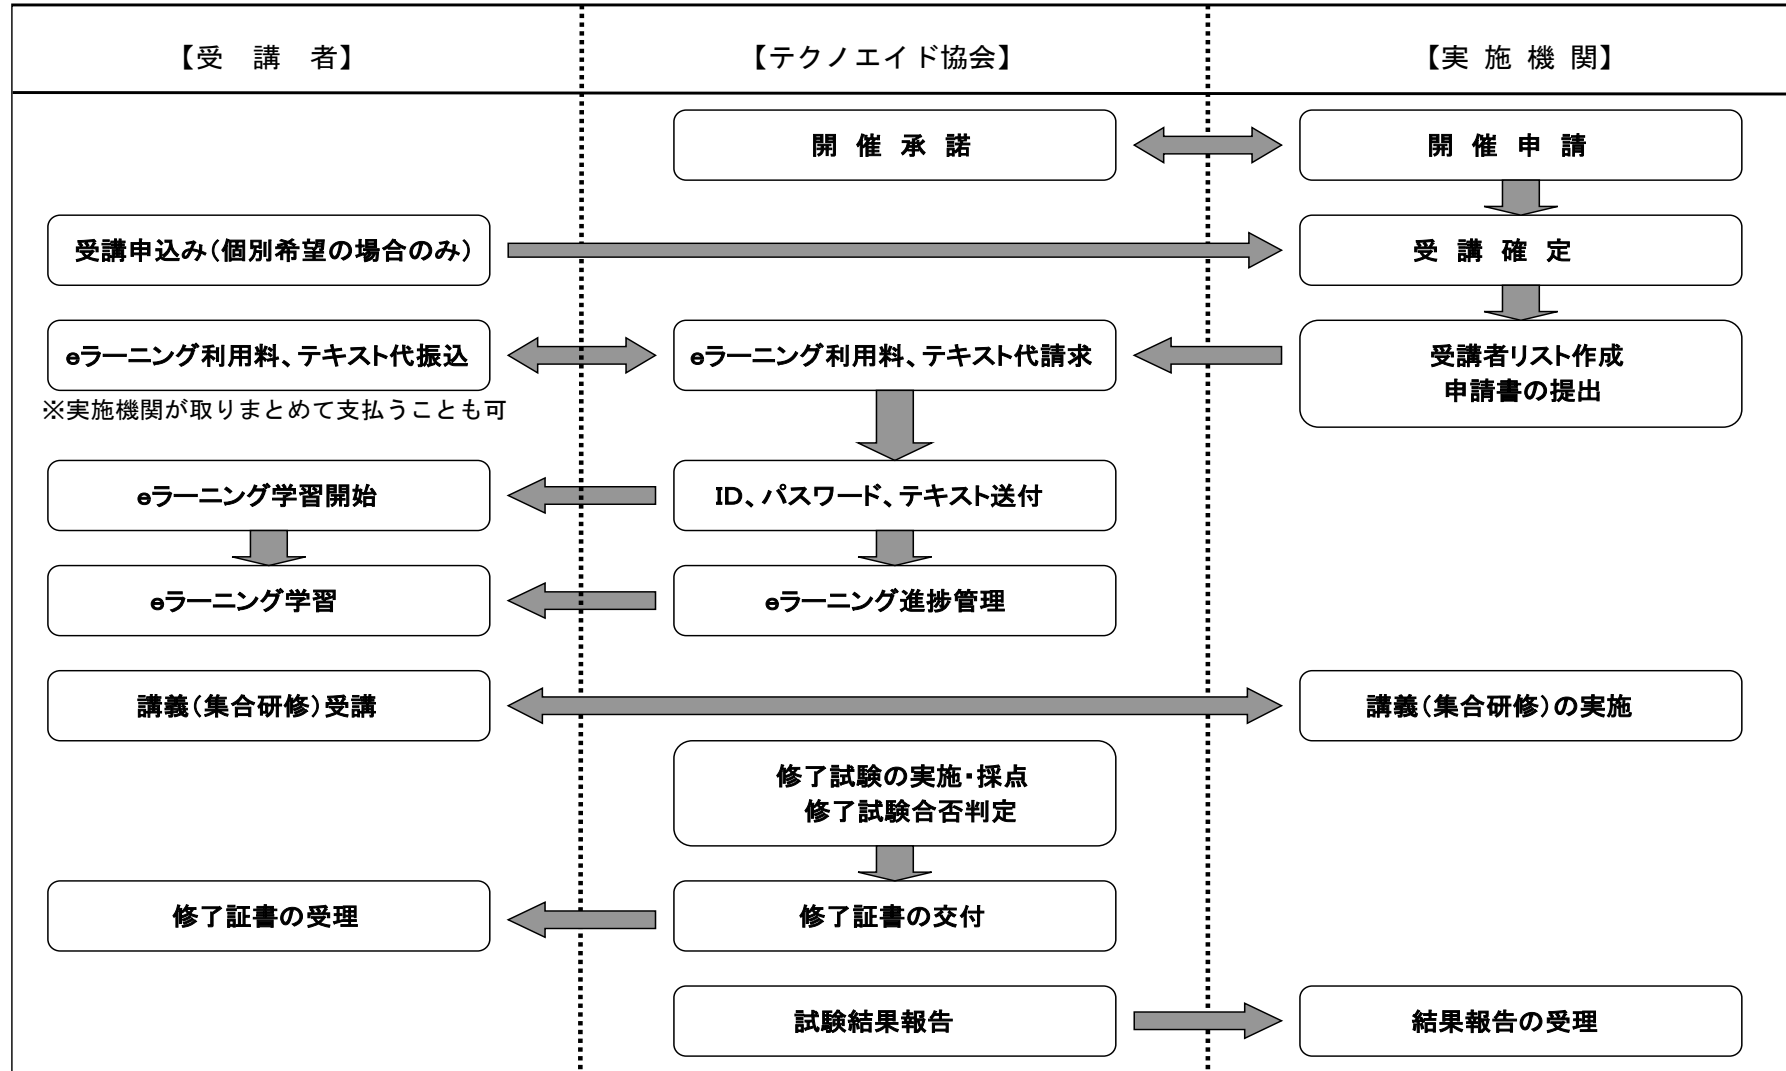 【受　講　者】
【テクノエイド協会】
【実 施 機 関】
開 催 承 諾
開 催 申 請
受講申込み（個別希望の場合のみ）
受 講 確 定
eラーニング利用料、テキスト代振込
eラーニング利用料、テキスト代請求
受講者リスト作成
申請書の提出
※実施機関が取りまとめて支払うことも可
eラーニング学習開始
ID、パスワード、テキスト送付
eラーニング学習
eラーニング進捗管理
講義（集合研修）受講
講義（集合研修）の実施
修了試験の実施・採点
修了試験合否判定
修了証書の受理
修了証書の交付
試験結果報告
結果報告の受理